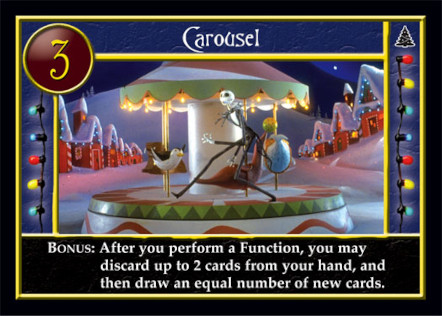 Carousel
3
BONUS: After you perform a Function, you may
discard up to 2 cards from your hand, and
then draw an equal number of new cards.